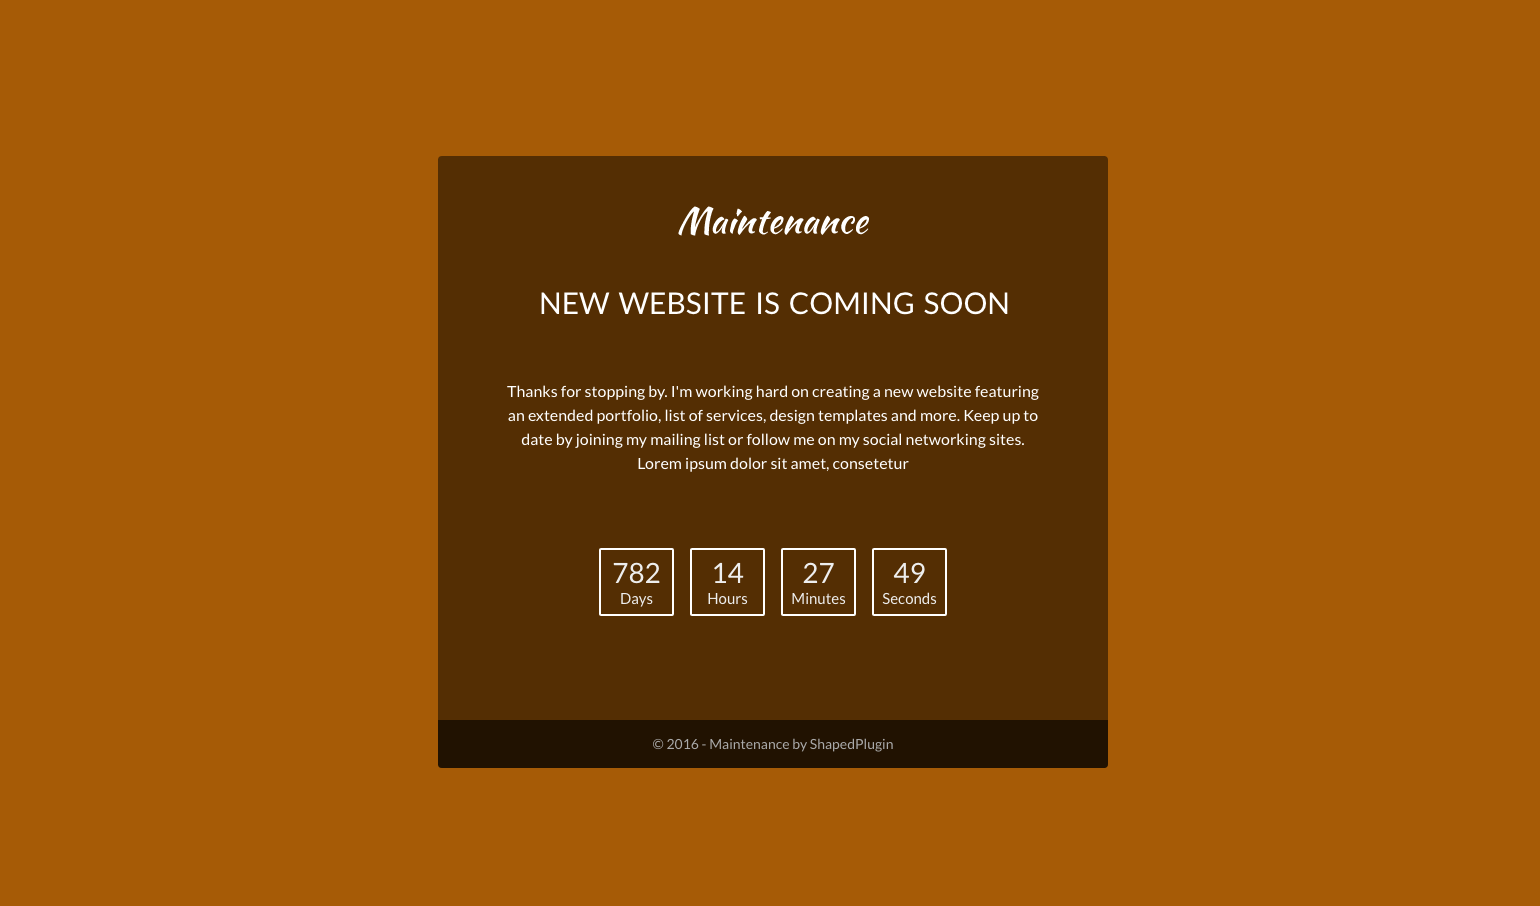 Maintenance
NEW WEBSITE IS COMING SOON
Thanks for stopping by. I'm working hard on creating a new website featuring
an extended portfolio, list of services, design templates and more. Keep up to
date by joining my mailing list or follow me on my social networking sites.
Lorem ipsum dolor sit amet, consetetur
782 14 27 49
Days Hours Minutes Seconds
© 2016 - Maintenance by ShapedPlugin